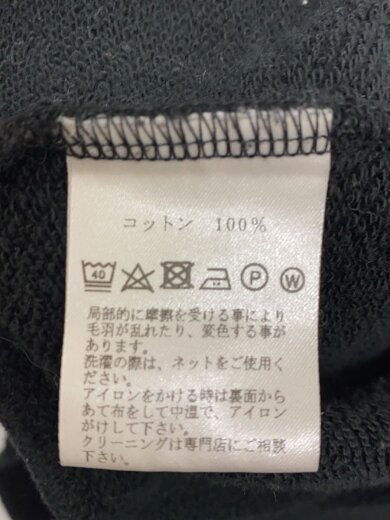 コットン 100%
40 P W
局部的に摩擦を受ける事により
毛羽が乱れたり、変色する事が
あります。
洗濯の際は、ネットをご使用く
ださい。
アイロンをかける時は裏面から
あて布をして中温で、アイロン
がけして下さい。
クリーニングは専門店にご相談
下さい。